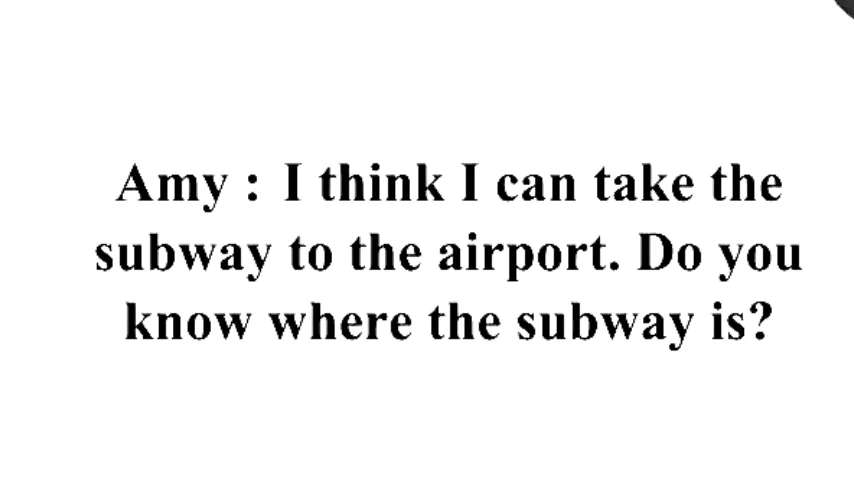 Amy : I think I can take the
subway to the airport. Do you
know where the subway is?